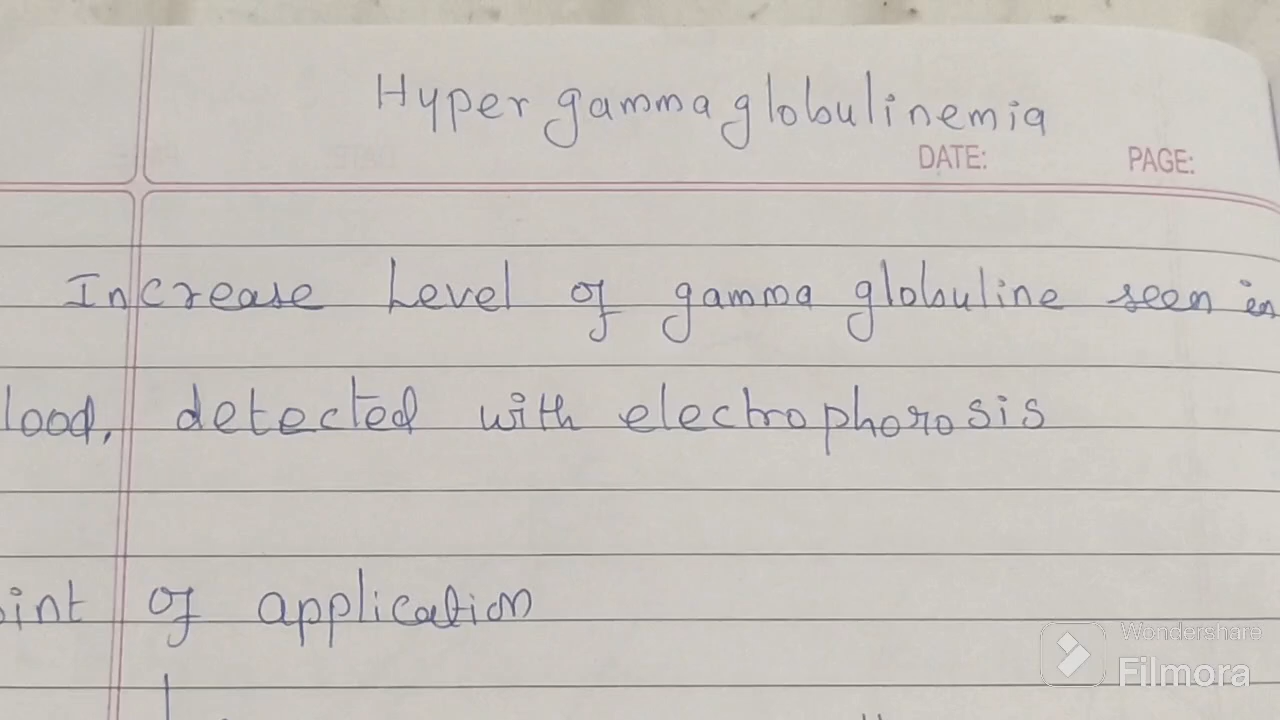 Hyper gamma globulinemia
DATE: PAGE:
Increase Level of gamma globuline seen in
lood, detected with electrophorosis
oint of application
Wondershare
Filmora